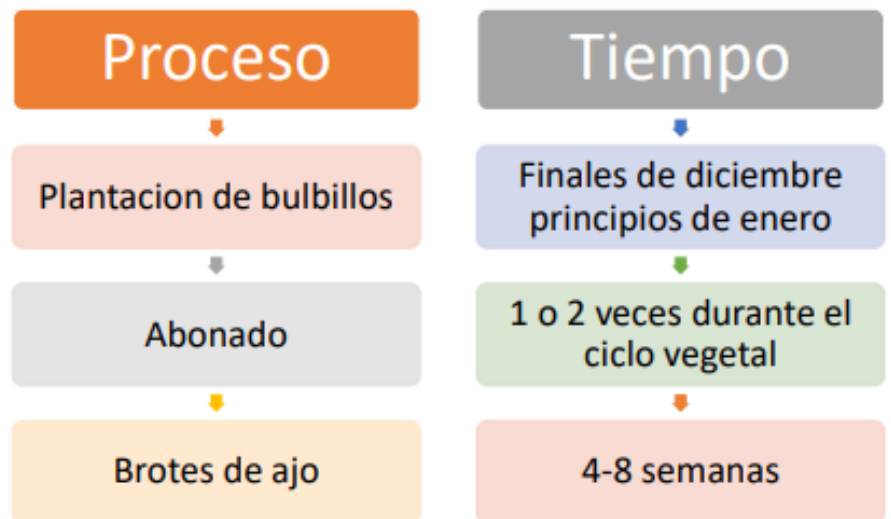 Proceso
Tiempo
Plantacion de bulbillos
Finales de diciembre
principios de enero
Abonado
1 o 2 veces durante el
ciclo vegetal
Brotes de ajo
4-8 semanas